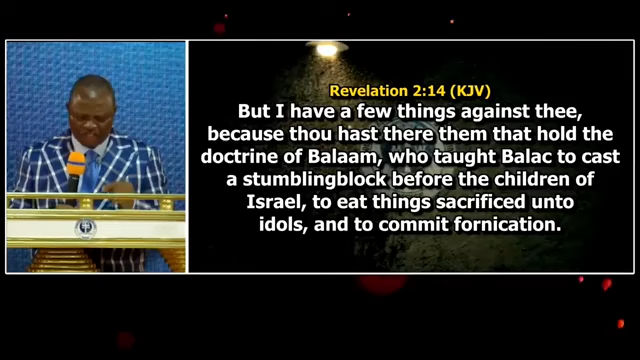 Revelation 2:14 (KJV)
But I have a few things against thee,
because thou hast there them that hold the
doctrine of Balaam, who taught Balac to cast
a stumblingblock before the children of
Israel, to eat things sacrificed unto
idols, and to commit fornication.